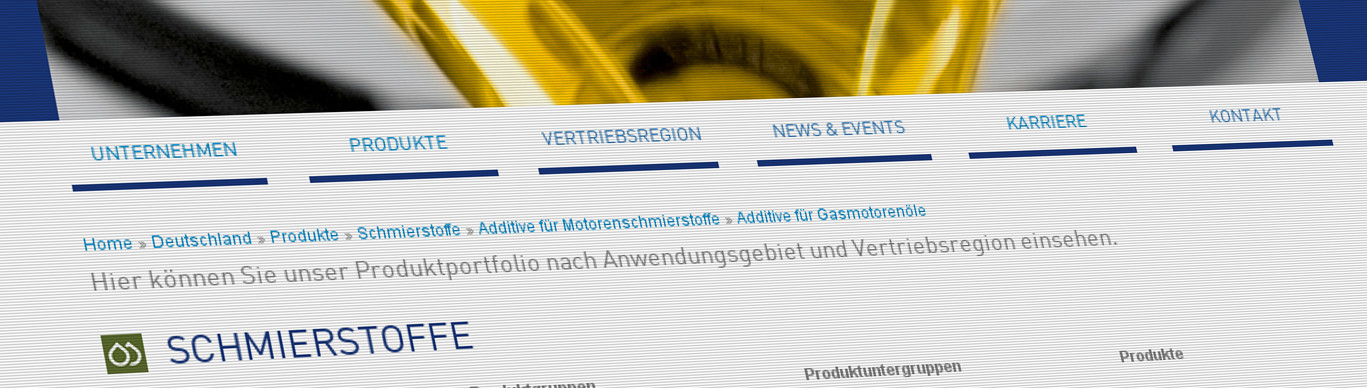 UNTERNEHMEN PRODUKTE VERTRIEBSREGION NEWS & EVENTS KARRIERE KONTAKT
Home » Deutschland » Produkte » Schmierstoffe » Additive für Motorenschmierstoffe » Additive für Gasmotorenöle
Hier können Sie unser Produktportfolio nach Anwendungsgebiet und Vertriebsregion einsehen.
SCHMIERSTOFFE
Produktgruppen Produktuntergruppen Produkte